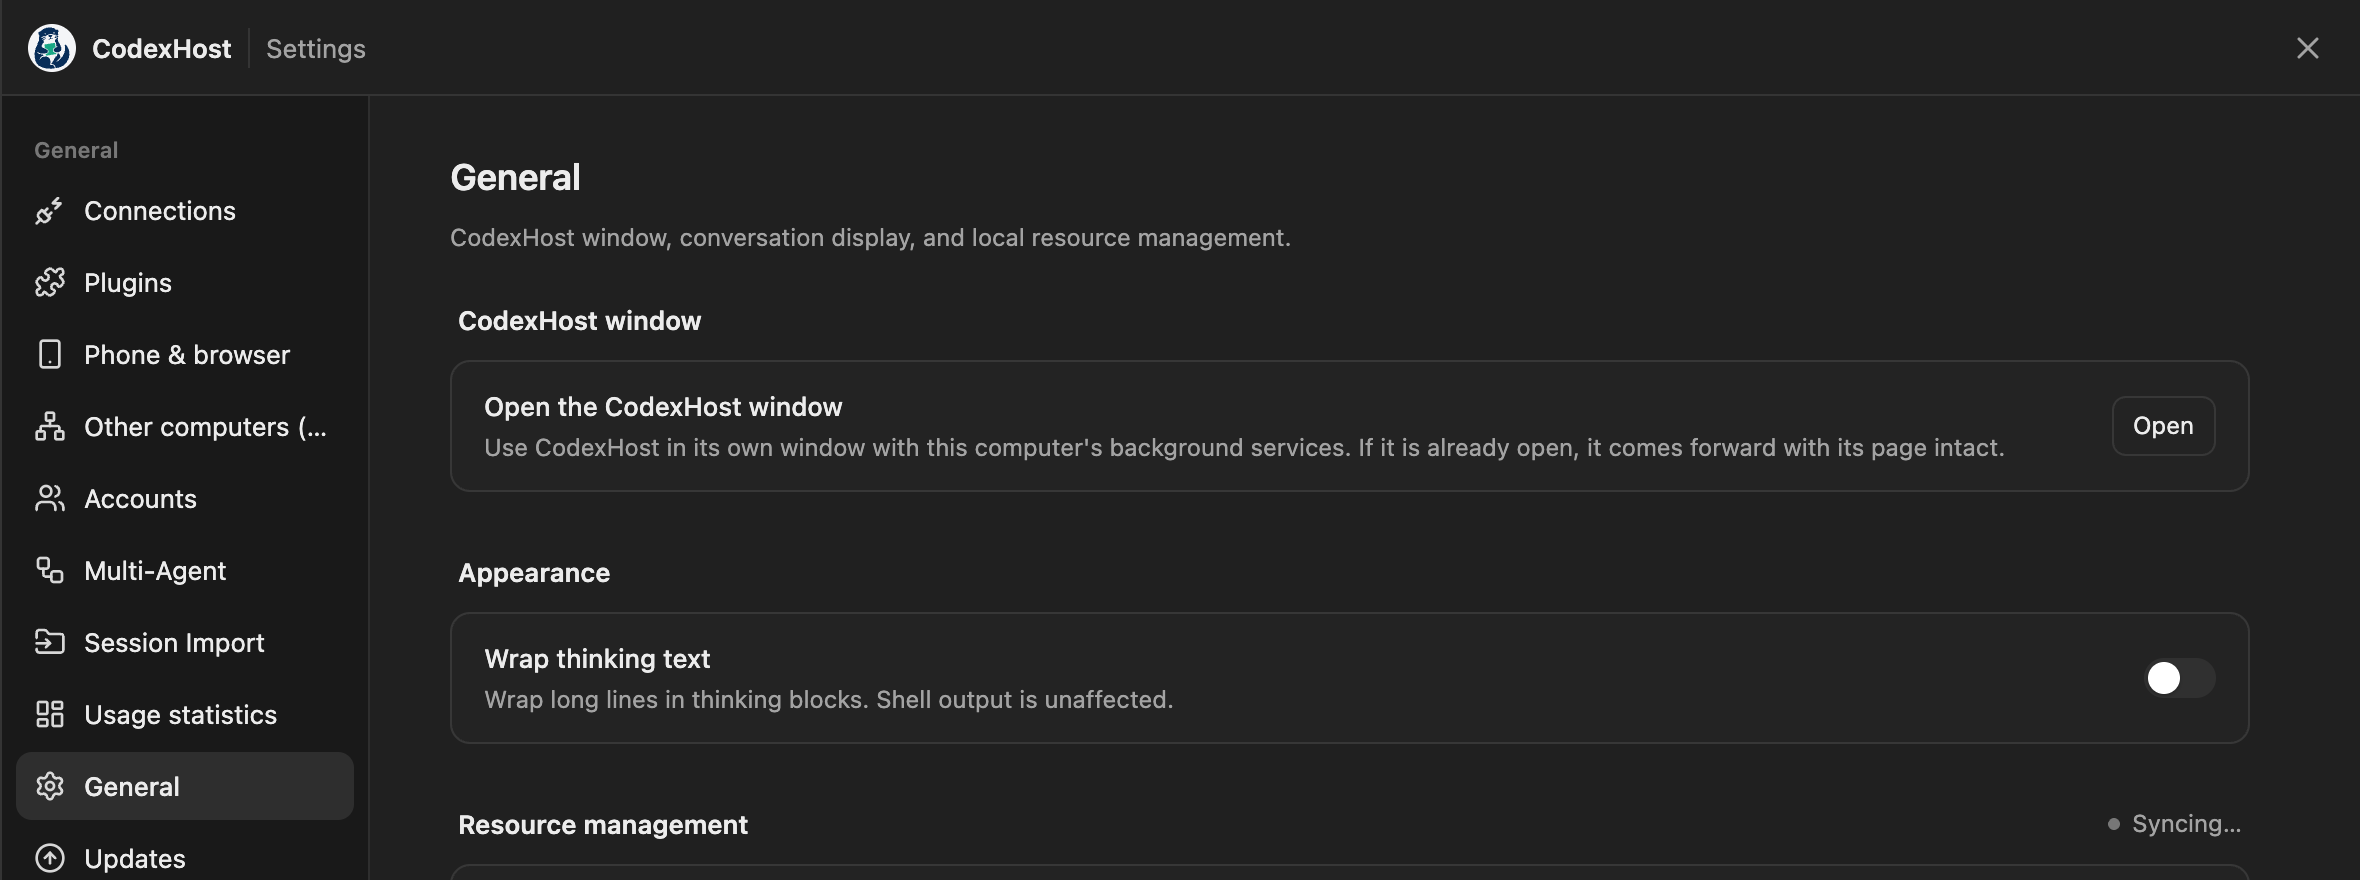 CodexHost
Settings
General
Connections
Plugins
Phone & browser
Other computers (...
Accounts
Multi-Agent
Session Import
Usage statistics
General
Updates
General
CodexHost window, conversation display, and local resource management.
CodexHost window
Open the CodexHost window
Use CodexHost in its own window with this computer's background services. If it is already open, it comes forward with its page intact.
Open
Appearance
Wrap thinking text
Wrap long lines in thinking blocks. Shell output is unaffected.
Resource management
Syncing...